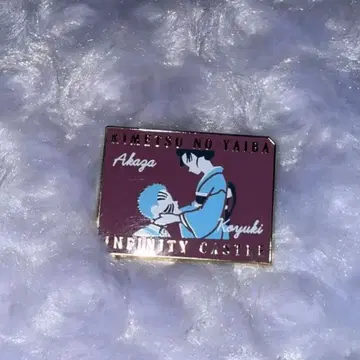 KIMETSU NO YAIBA
Akaza
Koyuki
INFINITY CASTLE